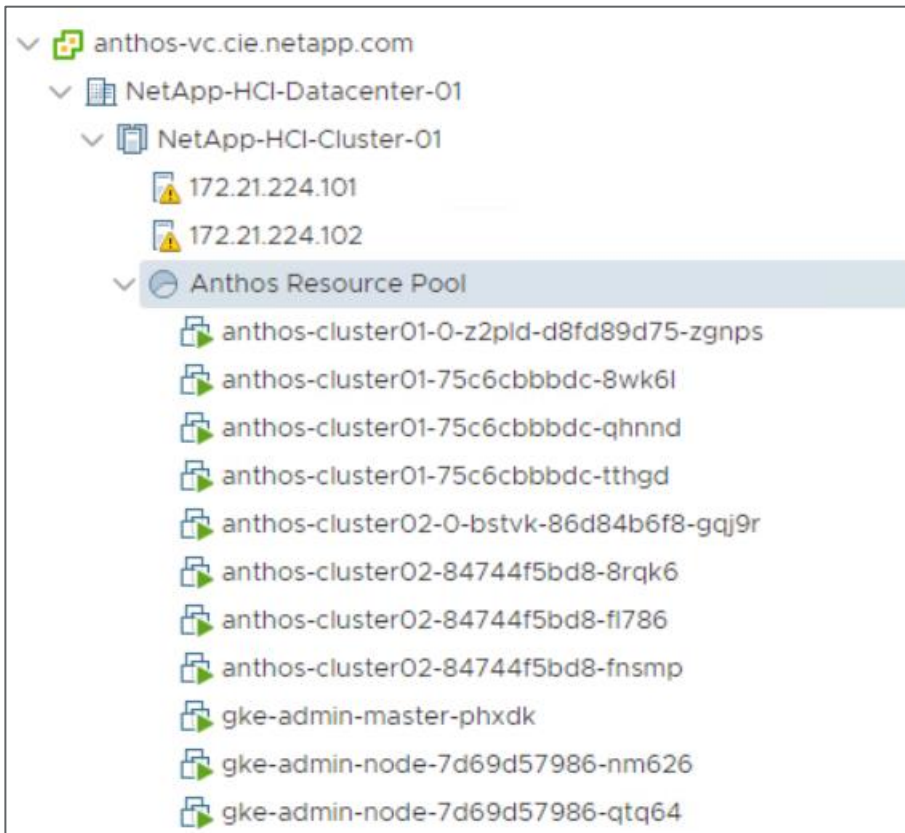 anthos-vc.cie.netapp.com
NetApp-HCI-Datacenter-01
NetApp-HCI-Cluster-01
172.21.224.101
172.21.224.102
Anthos Resource Pool
anthos-cluster01-0-z2pld-d8fd89d75-zgnps
anthos-cluster01-75c6cbbbdc-8wk6l
anthos-cluster01-75c6cbbbdc-qhnnd
anthos-cluster01-75c6cbbbdc-tthgd
anthos-cluster02-0-bstvk-86d84b6f8-gqj9r
anthos-cluster02-84744f5bd8-8rqk6
anthos-cluster02-84744f5bd8-fl786
anthos-cluster02-84744f5bd8-fnsmp
gke-admin-master-phxdk
gke-admin-node-7d69d57986-nm626
gke-admin-node-7d69d57986-qtq64